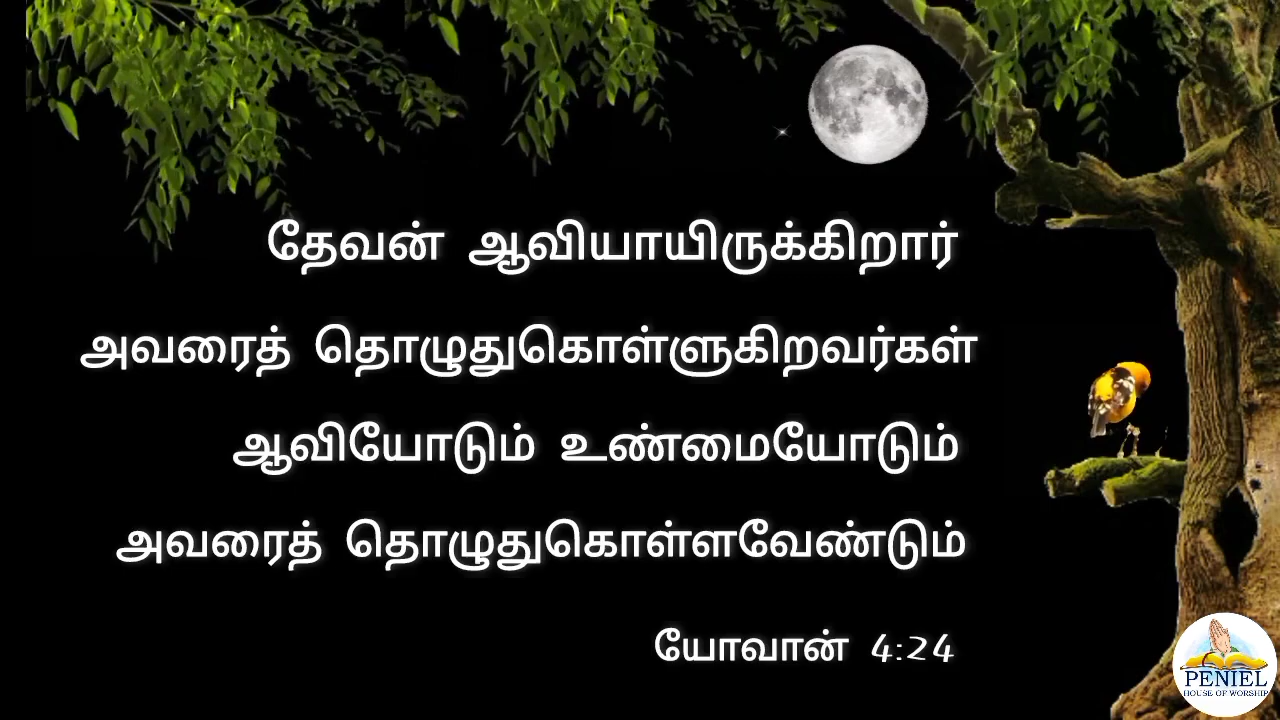 தேவன் ஆவியாயிருக்கிறார்
அவரைத் தொழுதுகொள்ளுகிறவர்கள்
ஆவியோடும் உண்மையோடும்
அவரைத் தொழுதுகொள்ளவேண்டும்
யோவான் 4:24
PENIEL
HOUSE OF WORSHIP